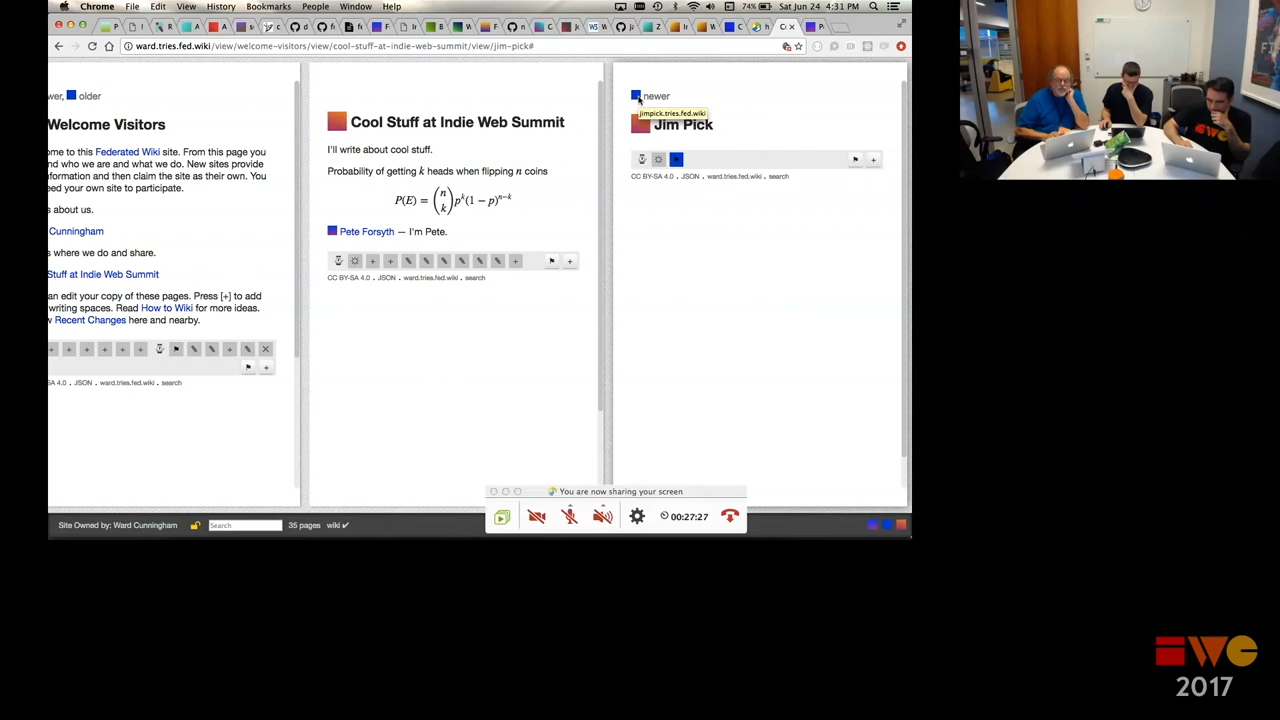 Chrome File Edit View History Bookmarks People Window Help
74% Sat Jun 24 4:31 PM
ward.tries.fed.wiki/view/welcome-visitors/view/cool-stuff-at-indie-web-summit/view/jim-pick#
wer, older
Welcome Visitors
ome to this Federated Wiki site. From this page you
nd who we are and what we do. New sites provide
formation and then claim the site as their own. You
eed your own site to participate.
s about us.
Cunningham
s where we do and share.
Stuff at Indie Web Summit
an edit your copy of these pages. Press [+] to add
writing spaces. Read How to Wiki for more ideas.
w Recent Changes here and nearby.
SA 4.0 . JSON . ward.tries.fed.wiki . search
Cool Stuff at Indie Web Summit
I'll write about cool stuff.
Probability of getting k heads when flipping n coins
P(E) = (n k) p^k (1 − p)^{n−k}
Pete Forsyth — I'm Pete.
CC BY-SA 4.0 . JSON . ward.tries.fed.wiki . search
newer
jimpick.tries.fed.wiki
Jim Pick
CC BY-SA 4.0 . JSON . ward.tries.fed.wiki . search
You are now sharing your screen
00:27:27
Site Owned by: Ward Cunningham Search 35 pages wiki ✔
IWC
2017